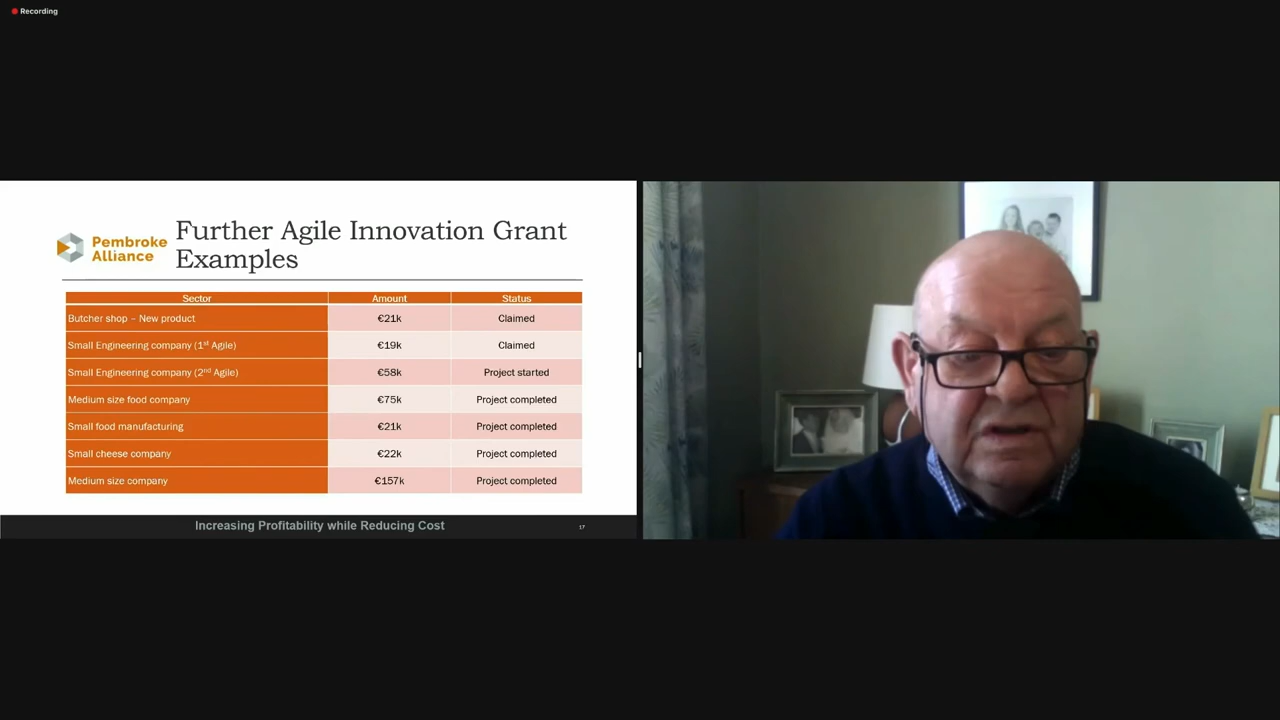 Recording
Pembroke
Alliance
Further Agile Innovation Grant
Examples
Sector Amount Status
Butcher shop – New product €21k Claimed
Small Engineering company (1st Agile) €19k Claimed
Small Engineering company (2nd Agile) €58k Project started
Medium size food company €75k Project completed
Small food manufacturing €21k Project completed
Small cheese company €22k Project completed
Medium size company €157k Project completed
Increasing Profitability while Reducing Cost 17